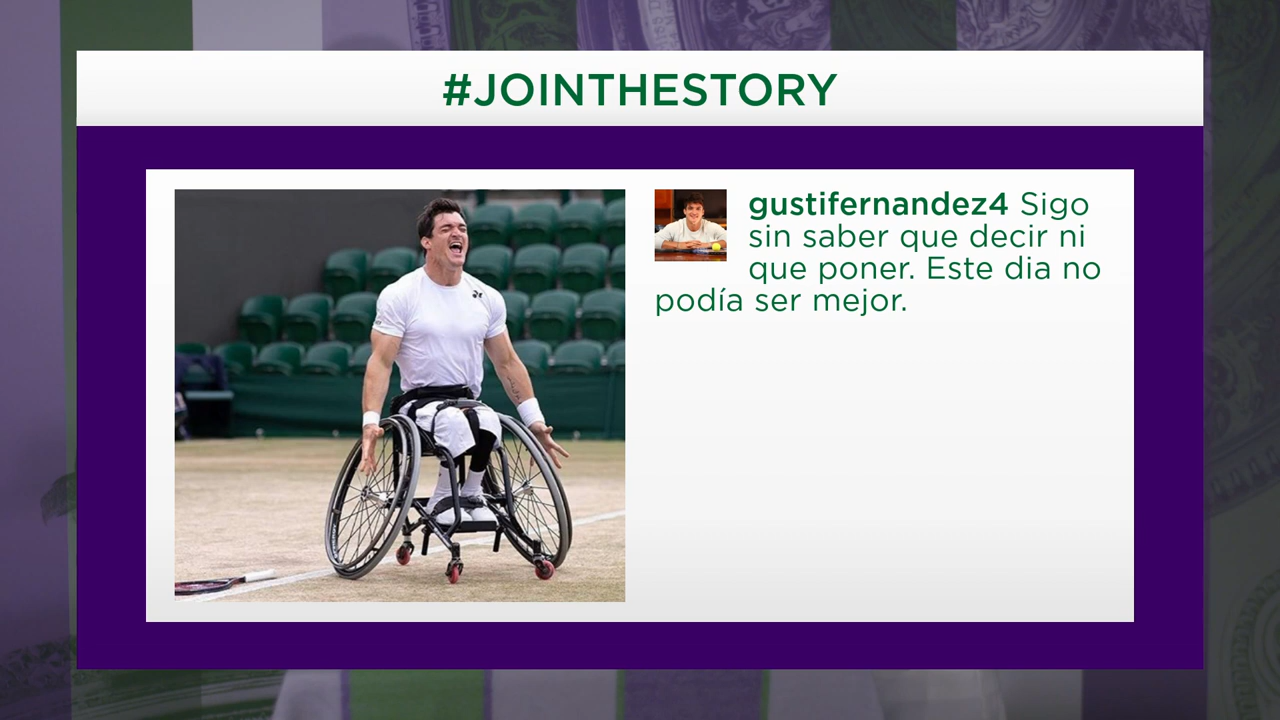 #JOINTHESTORY
gustifernandez4 Sigo
sin saber que decir ni
que poner. Este dia no
podía ser mejor.